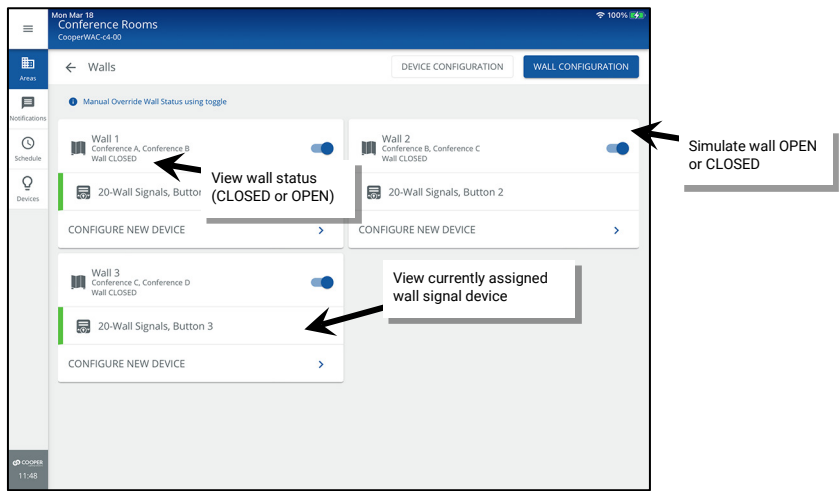 Mon Mar 18
100%
Conference Rooms
CooperWAC-c4-00
Areas
Notifications
Schedule
Devices
Walls
DEVICE CONFIGURATION
WALL CONFIGURATION
Manual Override Wall Status using toggle
Wall 1
Conference A, Conference B
Wall CLOSED
20-Wall Signals, Button
CONFIGURE NEW DEVICE
Wall 2
Conference B, Conference C
Wall CLOSED
20-Wall Signals, Button 2
CONFIGURE NEW DEVICE
Wall 3
Conference C, Conference D
Wall CLOSED
20-Wall Signals, Button 3
CONFIGURE NEW DEVICE
View wall status
(CLOSED or OPEN)
Simulate wall OPEN
or CLOSED
View currently assigned
wall signal device
COOPER
11:48